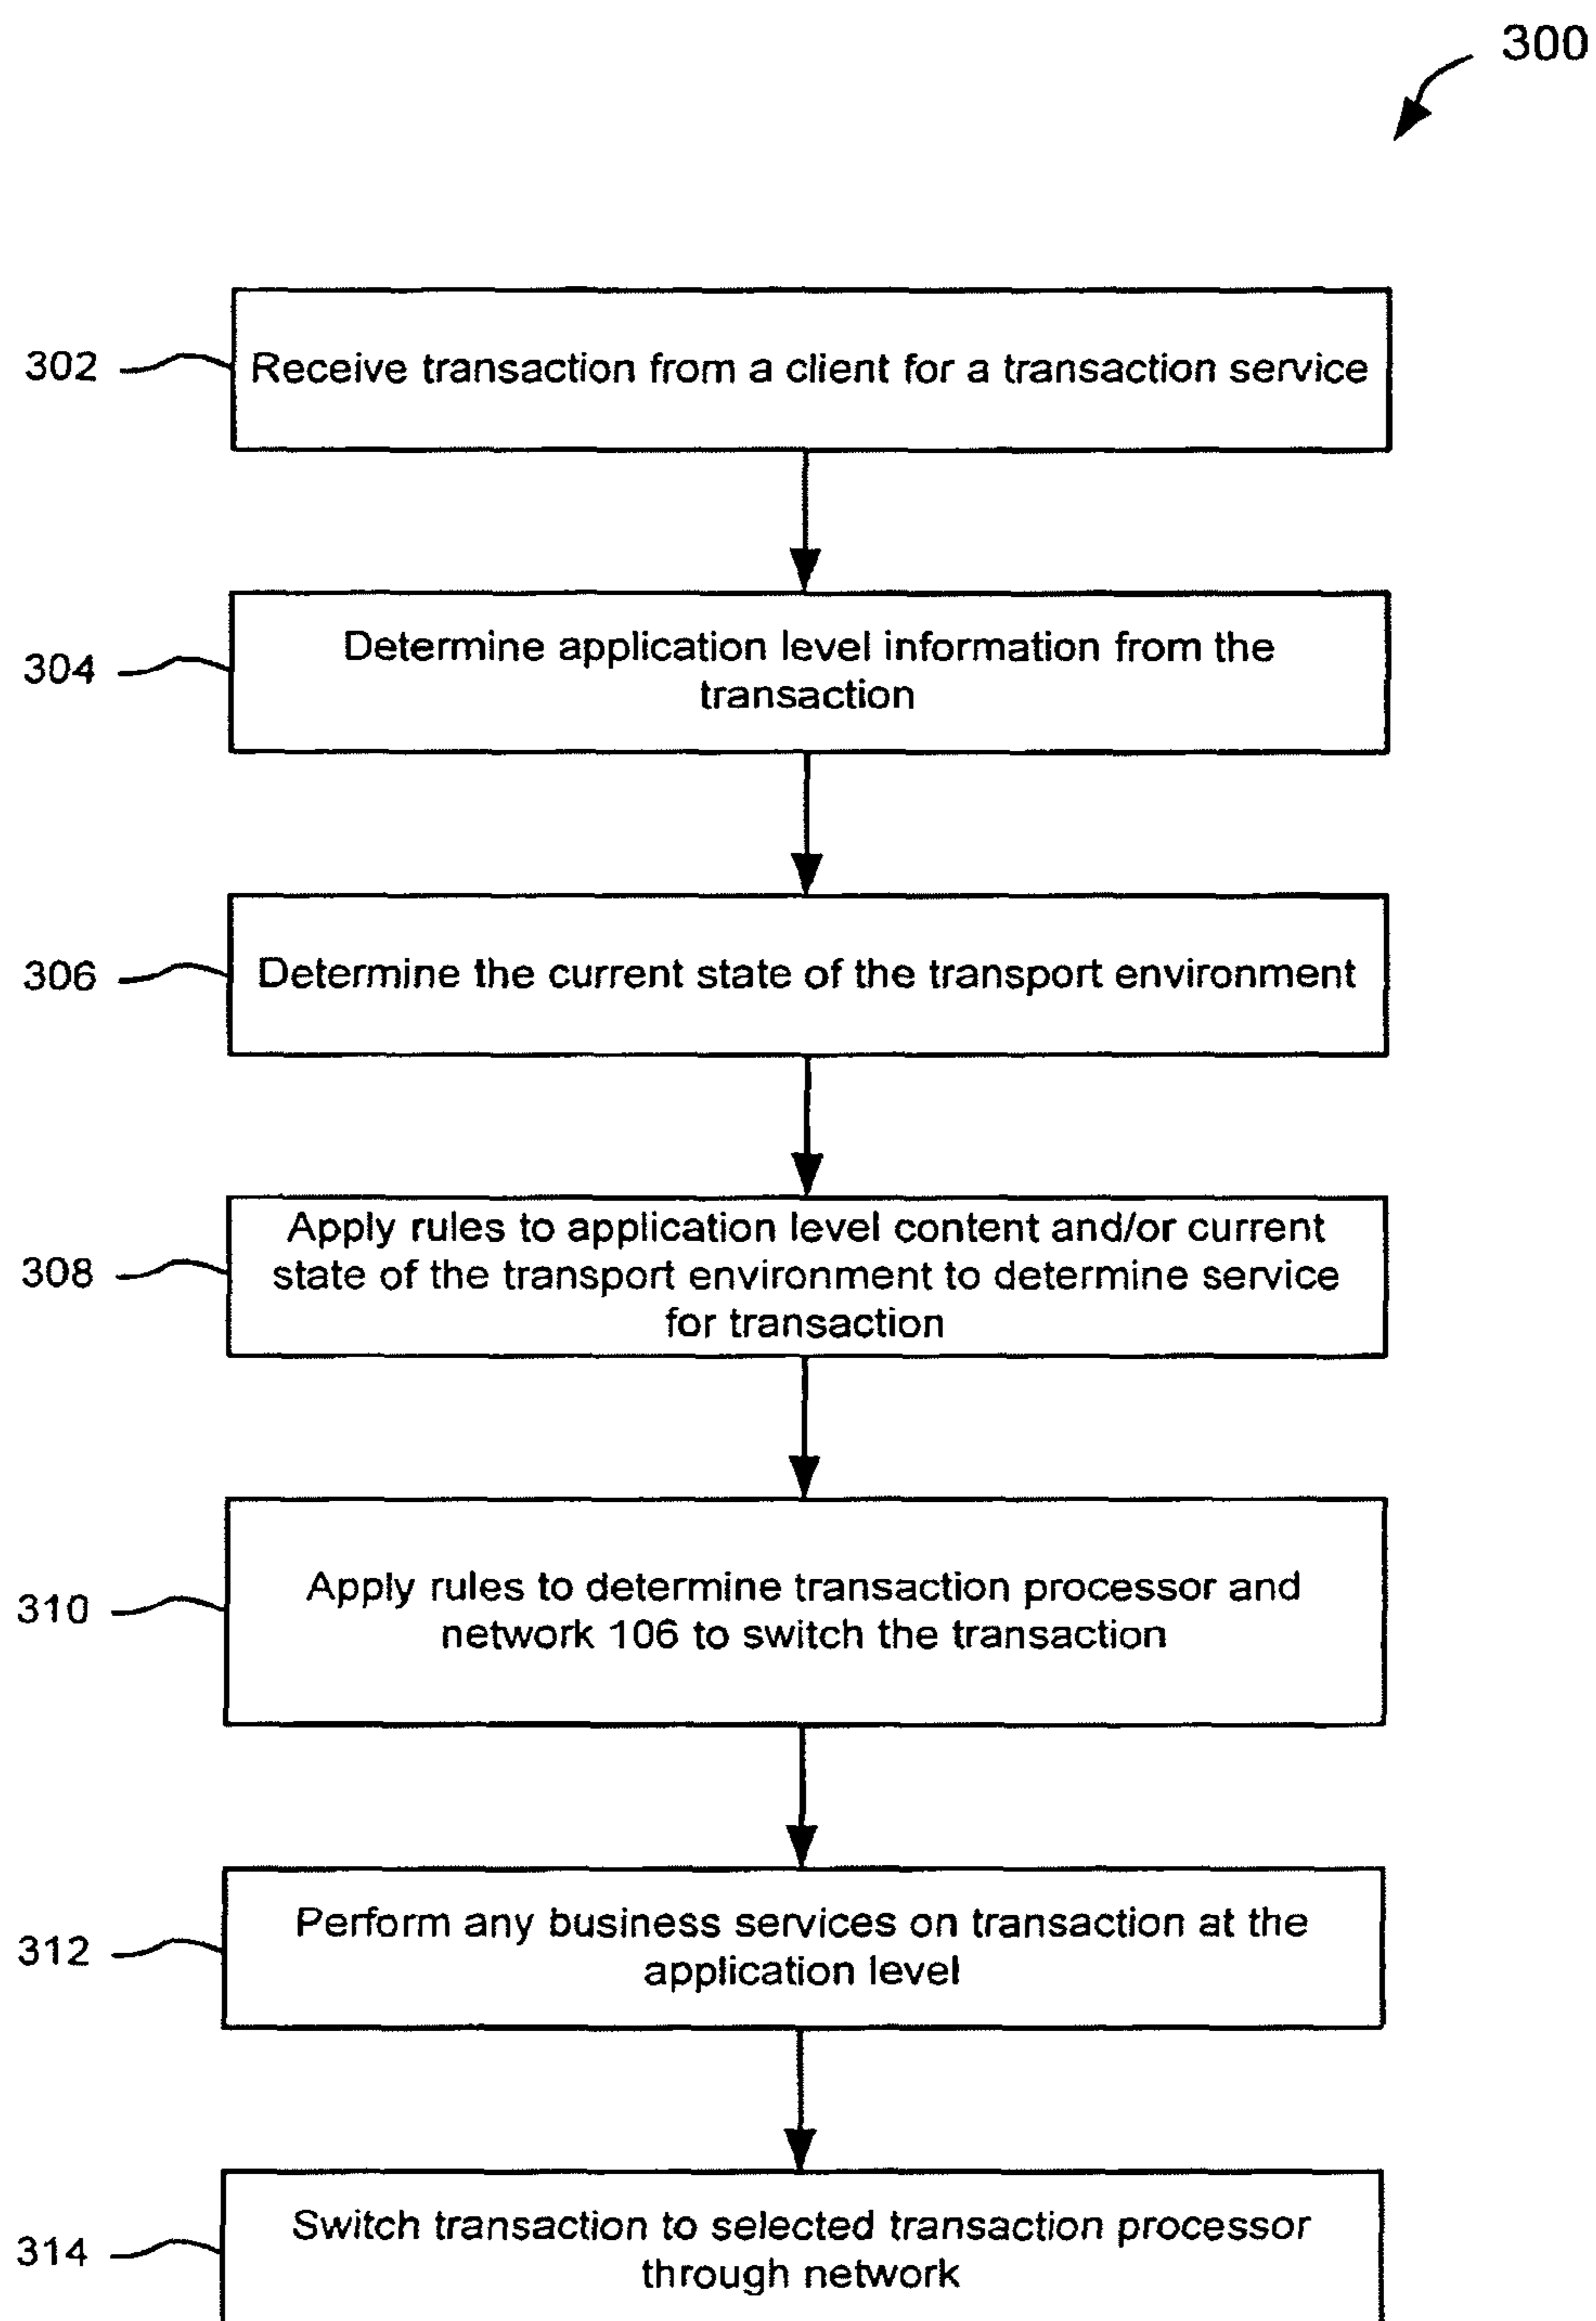 300
302
Receive transaction from a client for a transaction service
304
Determine application level information from the
transaction
306
Determine the current state of the transport environment
308
Apply rules to application level content and/or current
state of the transport environment to determine service
for transaction
310
Apply rules to determine transaction processor and
network 106 to switch the transaction
312
Perform any business services on transaction at the
application level
314
Switch transaction to selected transaction processor
through network